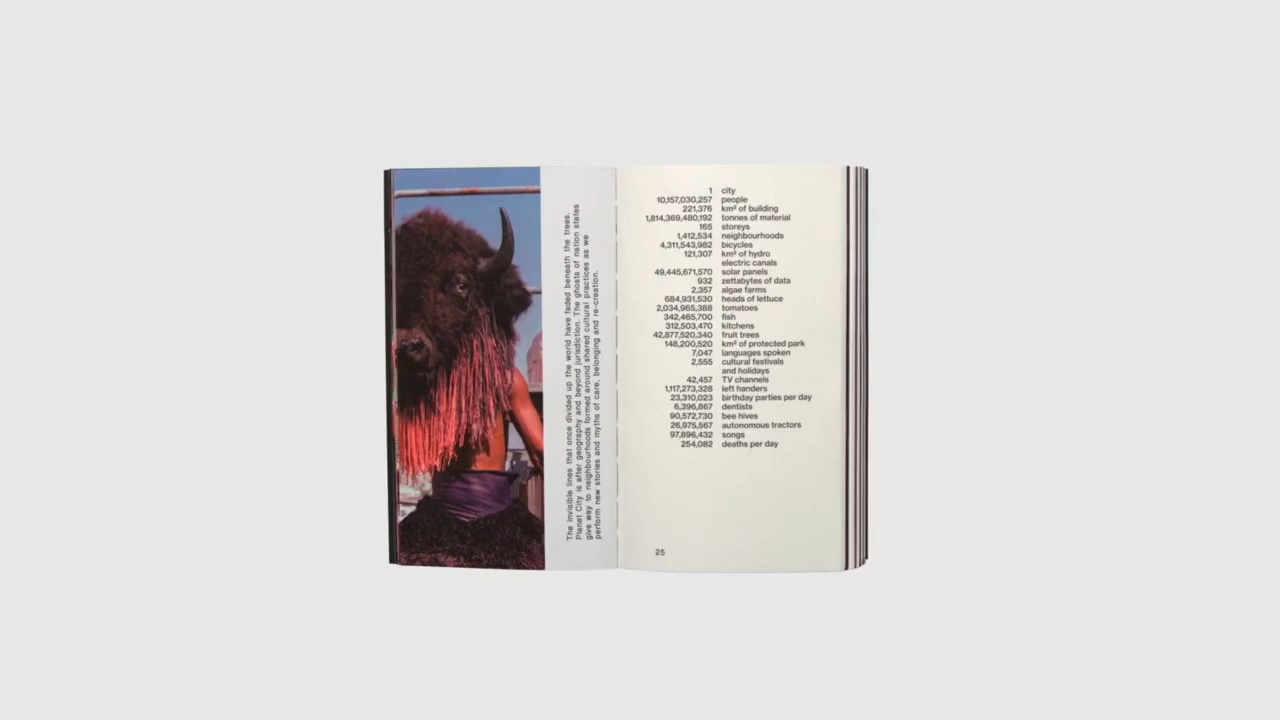 The invisible lines that once divided up the world have faded beneath the trees.
Planet City is after geography and beyond jurisdiction. The ghosts of nation states
give way to neighbourhoods formed around shared cultural practices as we
perform new stories and myths of care, belonging and re-creation.
1 city
10,157,030,257 people
221,376 km² of building
1,814,369,480,192 tonnes of material
165 storeys
1,412,534 neighbourhoods
4,311,543,982 bicycles
121,307 km² of hydro
electric canals
49,445,671,570 solar panels
932 zettabytes of data
2,357 algae farms
684,931,530 heads of lettuce
2,034,965,388 tomatoes
342,465,700 fish
312,503,470 kitchens
42,877,520,340 fruit trees
148,200,520 km² of protected park
7,047 languages spoken
2,555 cultural festivals
and holidays
42,457 TV channels
1,117,273,328 left handers
23,310,023 birthday parties per day
6,396,867 dentists
90,572,730 bee hives
26,975,567 autonomous tractors
97,896,432 songs
254,082 deaths per day
25